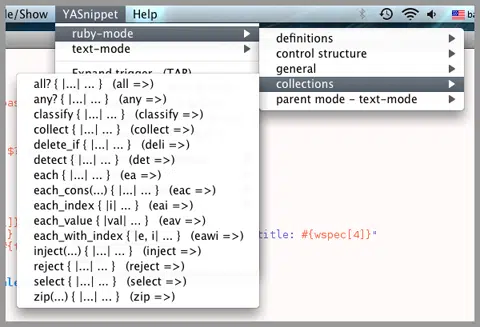 le/Show YASnippet Help ba
ruby-mode
text-mode
Expand trigger (TAB)
definitions
control structure
general
collections
parent mode - text-mode
all? { |...| ... } (all =>)
any? { |...| ... } (any =>)
classify { |...| ... } (classify =>)
collect { |...| ... } (collect =>)
delete_if { |...| ... } (deli =>)
detect { |...| ... } (det =>)
each { |...| ... } (ea =>)
each_cons(...) { |...| ... } (eac =>)
each_index { |i| ... } (eai =>)
each_value { |val| ... } (eav =>)
each_with_index { |e, i| ... } (eawi =>)
inject(...) { |...| ... } (inject =>)
reject { |...| ... } (reject =>)
select { |...| ... } (select =>)
zip(...) { |...| ... } (zip =>)
title: #{wspec[4]}"